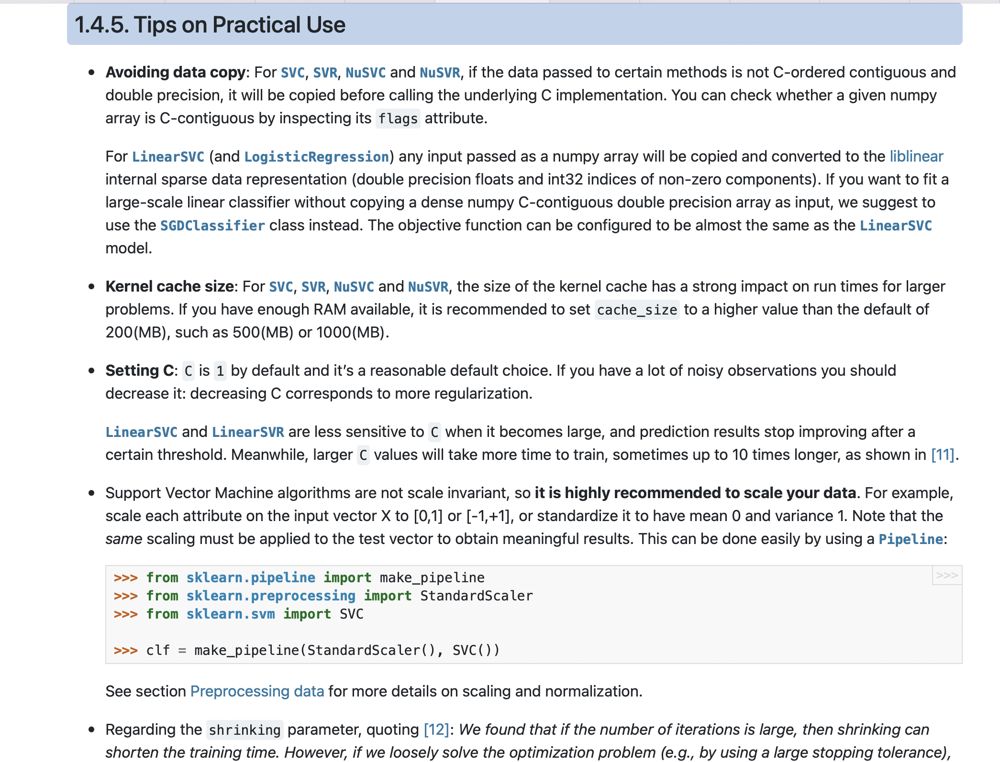 1.4.5. Tips on Practical Use
• Avoiding data copy: For SVC, SVR, NuSVC and NuSVR, if the data passed to certain methods is not C-ordered contiguous and
double precision, it will be copied before calling the underlying C implementation. You can check whether a given numpy
array is C-contiguous by inspecting its flags attribute.
For LinearSVC (and LogisticRegression) any input passed as a numpy array will be copied and converted to the liblinear
internal sparse data representation (double precision floats and int32 indices of non-zero components). If you want to fit a
large-scale linear classifier without copying a dense numpy C-contiguous double precision array as input, we suggest to
use the SGDClassifier class instead. The objective function can be configured to be almost the same as the LinearSVC
model.
• Kernel cache size: For SVC, SVR, NuSVC and NuSVR, the size of the kernel cache has a strong impact on run times for larger
problems. If you have enough RAM available, it is recommended to set cache_size to a higher value than the default of
200(MB), such as 500(MB) or 1000(MB).
• Setting C: C is 1 by default and it’s a reasonable default choice. If you have a lot of noisy observations you should
decrease it: decreasing C corresponds to more regularization.
LinearSVC and LinearSVR are less sensitive to C when it becomes large, and prediction results stop improving after a
certain threshold. Meanwhile, larger C values will take more time to train, sometimes up to 10 times longer, as shown in [11].
• Support Vector Machine algorithms are not scale invariant, so it is highly recommended to scale your data. For example,
scale each attribute on the input vector X to [0,1] or [-1,+1], or standardize it to have mean 0 and variance 1. Note that the
same scaling must be applied to the test vector to obtain meaningful results. This can be done easily by using a Pipeline:
>>> from sklearn.pipeline import make_pipeline
>>>
>>> from sklearn.preprocessing import StandardScaler
>>> from sklearn.svm import SVC
>>> clf = make_pipeline(StandardScaler(), SVC())
See section Preprocessing data for more details on scaling and normalization.
• Regarding the shrinking parameter, quoting [12]: We found that if the number of iterations is large, then shrinking can
shorten the training time. However, if we loosely solve the optimization problem (e.g., by using a large stopping tolerance),